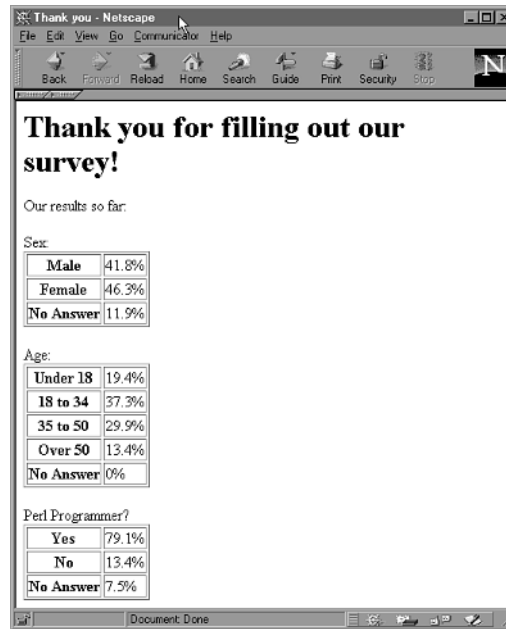 Thank you - Netscape
File Edit View Go Communicator Help
Back Forward Reload Home Search Guide Print Security Stop
N
Thank you for filling out our
survey!
Our results so far:
Sex:
Male 41.8%
Female 46.3%
No Answer 11.9%
Age:
Under 18 19.4%
18 to 34 37.3%
35 to 50 29.9%
Over 50 13.4%
No Answer 0%
Perl Programmer?
Yes 79.1%
No 13.4%
No Answer 7.5%
Document: Done